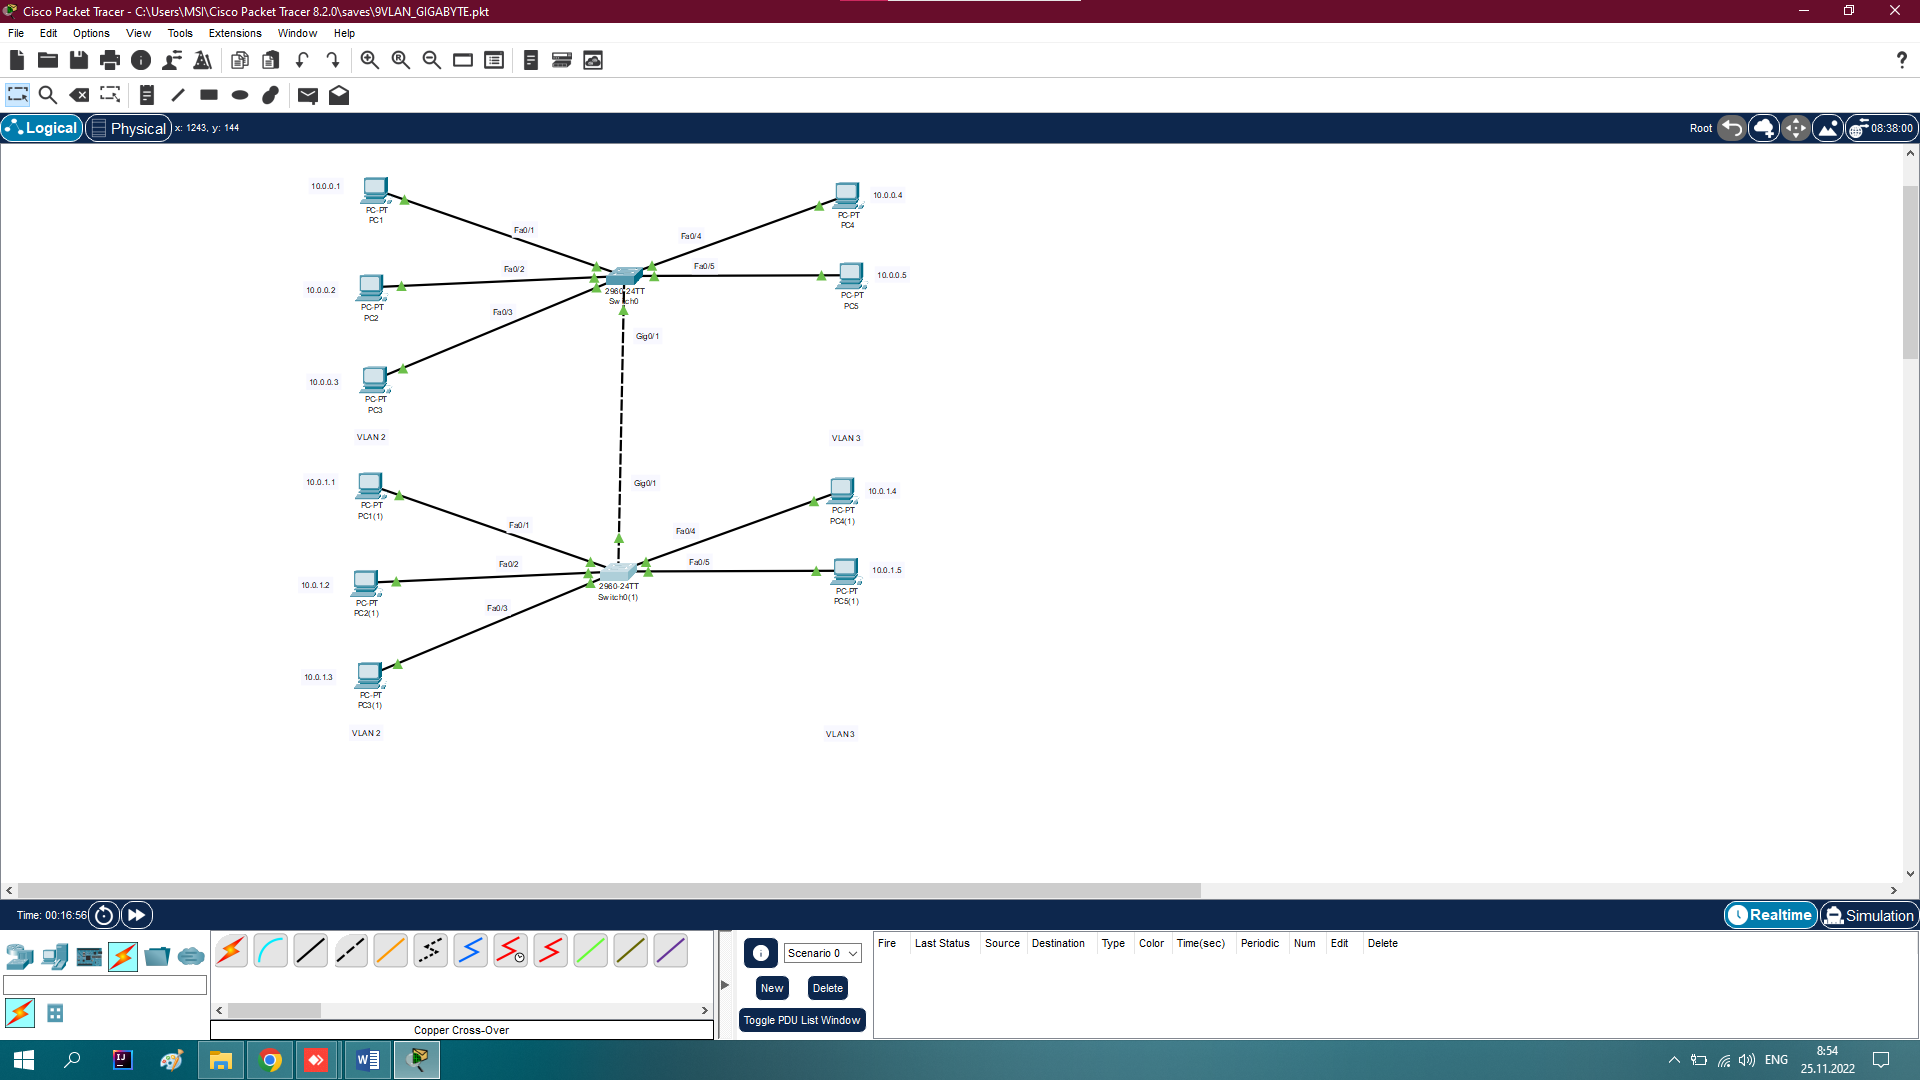 Cisco Packet Tracer - C:\Users\MSI\Cisco Packet Tracer 8.2.0\saves\9VLAN_GIGABYTE.pkt
File Edit Options View Tools Extensions Window Help
Logical Physical x: 1243, y: 144
Root 08:38:00
10.0.0.1
PC-PT
PC1
10.0.0.4
PC-PT
PC4
Fa0/1
Fa0/4
Fa0/2
Fa0/5
10.0.0.2
PC-PT
PC2
2960-24TT
Switch0
10.0.0.5
PC-PT
PC5
Fa0/3
Gig0/1
10.0.0.3
PC-PT
PC3
VLAN 2
VLAN 3
10.0.1.1
PC-PT
PC1(1)
Gig0/1
10.0.1.4
PC-PT
PC4(1)
Fa0/1
Fa0/4
Fa0/2
Fa0/5
10.0.1.2
PC-PT
PC2(1)
2960-24TT
Switch0(1)
10.0.1.5
PC-PT
PC5(1)
Fa0/3
10.0.1.3
PC-PT
PC3(1)
VLAN 2
VLAN3
Time: 00:16:56
Realtime Simulation
Scenario 0
New Delete
Toggle PDU List Window
Fire Last Status Source Destination Type Color Time(sec) Periodic Num Edit Delete
Copper Cross-Over
ENG
8:54
25.11.2022